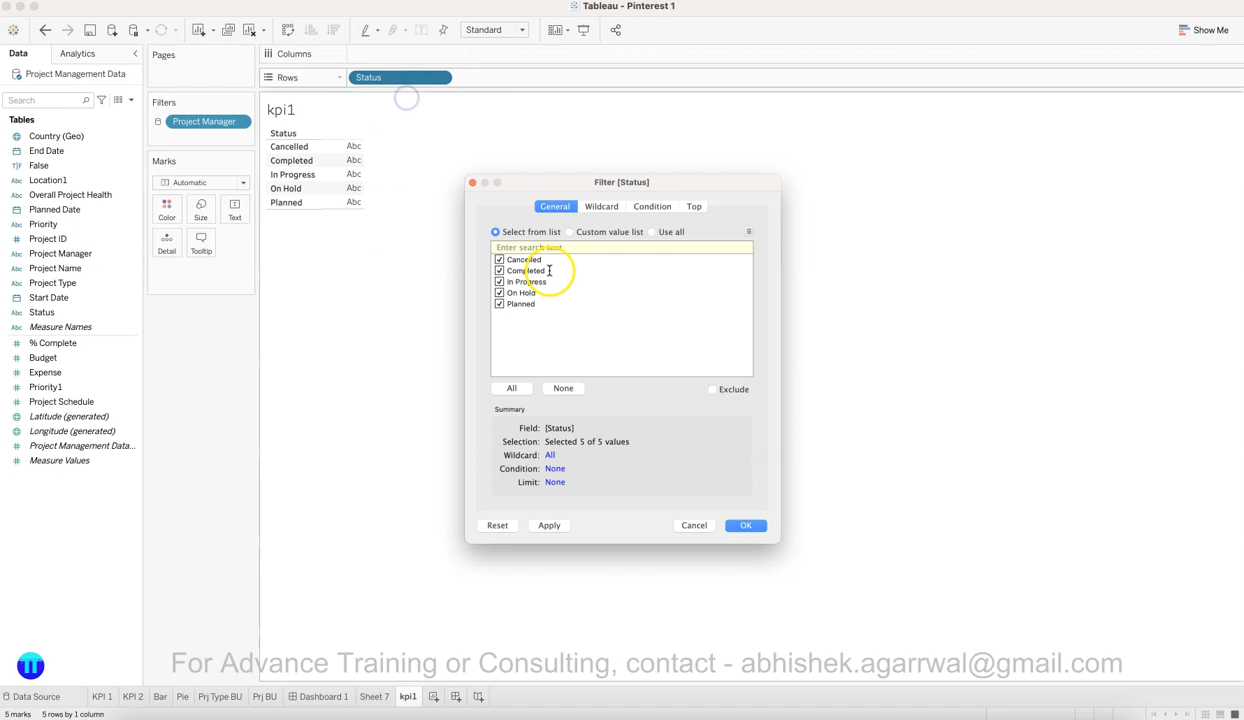 Tableau - Pinterest 1
Standard
Show Me
Data
Analytics
Pages
Columns
Project Management Data
Rows
Status
Search
Filters
Project Manager
kpi1
Tables
Country (Geo)
End Date
False
Location1
Overall Project Health
Planned Date
Priority
Project ID
Project Manager
Project Name
Project Type
Start Date
Status
Measure Names
% Complete
Budget
Expense
Priority1
Project Schedule
Latitude (generated)
Longitude (generated)
Project Management Data...
Measure Values
Marks
Automatic
Color
Size
Text
Detail
Tooltip
Status
Cancelled Abc
Completed Abc
In Progress Abc
On Hold Abc
Planned Abc
Filter [Status]
General Wildcard Condition Top
Select from list Custom value list Use all
Enter search text
Cancelled
Completed
In Progress
On Hold
Planned
All None Exclude
Summary
Field: [Status]
Selection: Selected 5 of 5 values
Wildcard: All
Condition: None
Limit: None
Reset Apply Cancel OK
For Advance Training or Consulting, contact - abhishek.agarrwal@gmail.com
Data Source KPI 1 KPI 2 Bar Pie Prj Type BU Prj BU Dashboard 1 Sheet 7 kpi1
5 marks 5 rows by 1 column